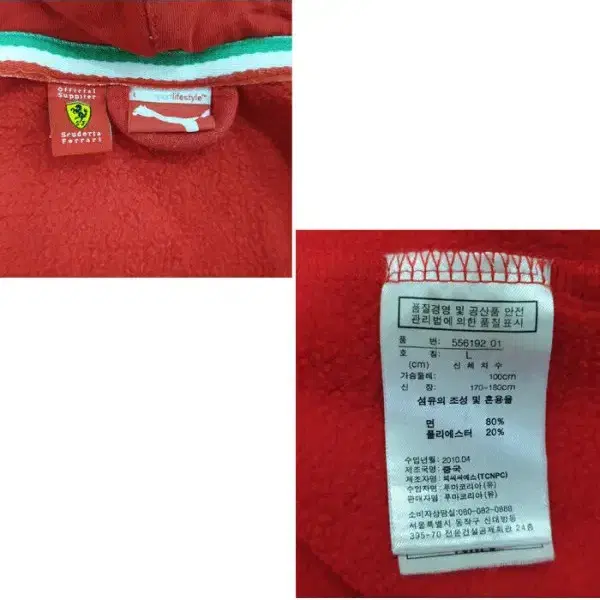 Official
Supplier
Scuderia
Ferrari
lifestyle™
품질경영 및 공산품 안전
관리법에 의한 품질표시
품 번: 556192 01
호 칭: L
(cm) 신 체 치 수
가슴둘레: 100cm
신 장: 170-180cm
섬유의 조성 및 혼용율
면 80%
폴리에스터 20%
수입년월: 2010.04
제조국명: 중국
제조자명: 피씨씨에스(TCNPC)
수입자명: 푸마코리아(유)
판매자명: 푸마코리아(유)
소비자상담:080-082-0888
서울특별시 동작구 신대방동
395-70 전문건설공제회관 24층